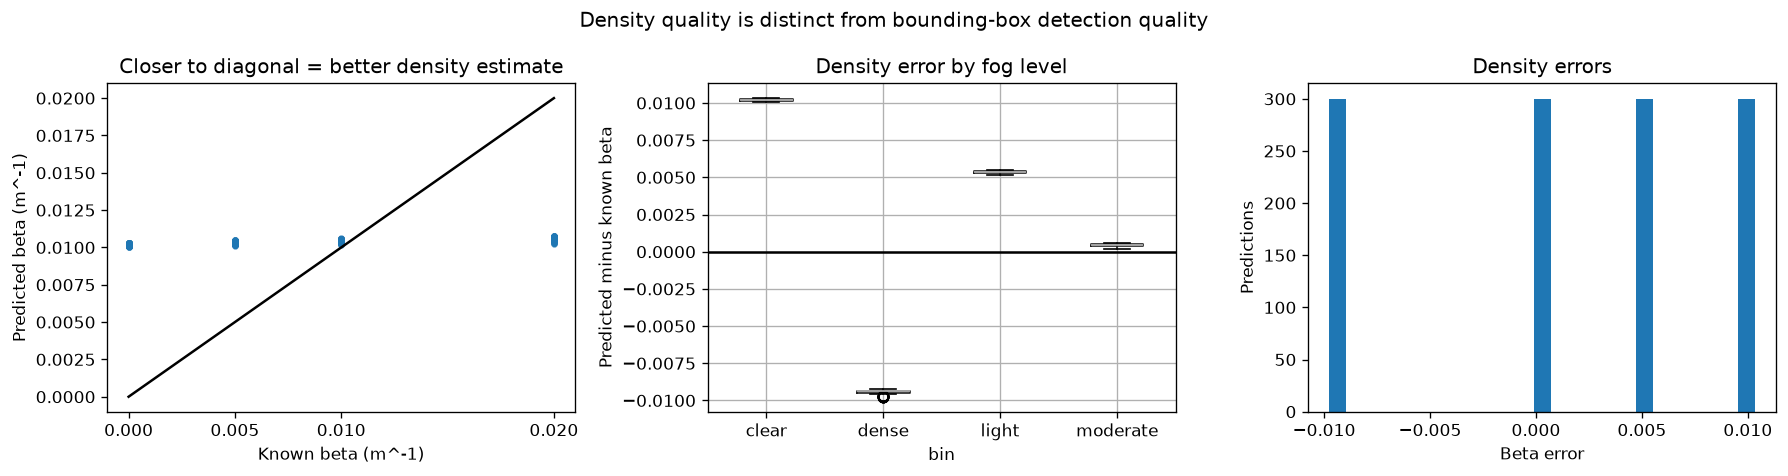 Density quality is distinct from bounding-box detection quality
Closer to diagonal = better density estimate
0.0200
0.0175
0.0150
0.0125
0.0100
0.0075
0.0050
0.0025
0.0000
Predicted beta (m^-1)
0.000 0.005 0.010 0.020
Known beta (m^-1)
Density error by fog level
0.0100
0.0075
0.0050
0.0025
0.0000
−0.0025
−0.0050
−0.0075
−0.0100
Predicted minus known beta
clear dense light moderate
bin
Density errors
300
250
200
150
100
50
0
Predictions
−0.010 −0.005 0.000 0.005 0.010
Beta error